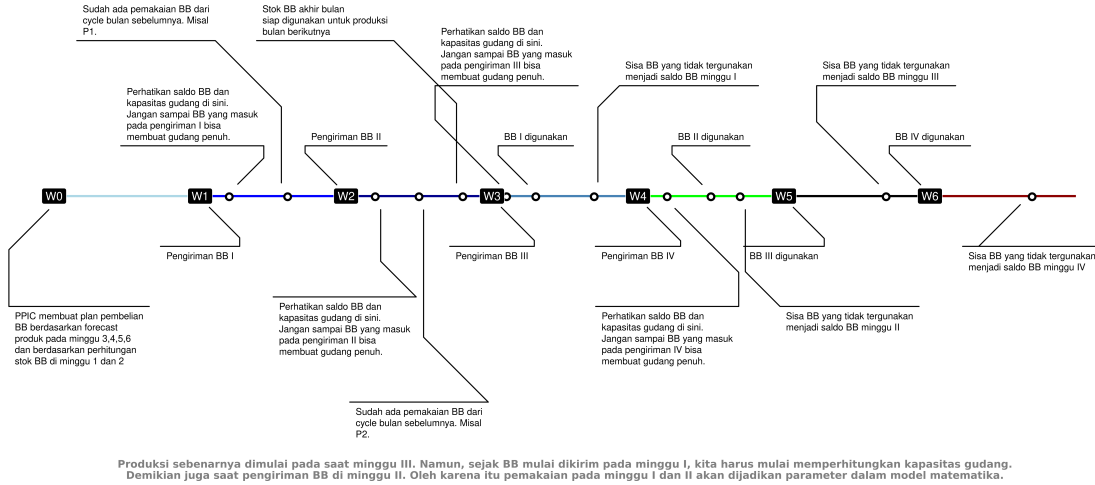 Sudah ada pemakaian BB dari
cycle bulan sebelumnya. Misal
P1.
Stok BB akhir bulan
siap digunakan untuk produksi
bulan berikutnya
Perhatikan saldo BB dan
kapasitas gudang di sini.
Jangan sampai BB yang masuk
pada pengiriman III bisa
membuat gudang penuh.
Sisa BB yang tidak tergunakan
menjadi saldo BB minggu I
Sisa BB yang tidak tergunakan
menjadi saldo BB minggu III
Perhatikan saldo BB dan
kapasitas gudang di sini.
Jangan sampai BB yang masuk
pada pengiriman I bisa
membuat gudang penuh.
Pengiriman BB II
BB I digunakan
BB II digunakan
BB IV digunakan
W0
W1
W2
W3
W4
W5
W6
Pengiriman BB I
Pengiriman BB III
Pengiriman BB IV
BB III digunakan
Sisa BB yang tidak tergunakan
menjadi saldo BB minggu IV
PPIC membuat plan pembelian
BB berdasarkan forecast
produk pada minggu 3,4,5,6
dan berdasarkan perhitungan
stok BB di minggu 1 dan 2
Perhatikan saldo BB dan
kapasitas gudang di sini.
Jangan sampai BB yang masuk
pada pengiriman II bisa
membuat gudang penuh.
Perhatikan saldo BB dan
kapasitas gudang di sini.
Jangan sampai BB yang masuk
pada pengiriman IV bisa
membuat gudang penuh.
Sisa BB yang tidak tergunakan
menjadi saldo BB minggu II
Sudah ada pemakaian BB dari
cycle bulan sebelumnya. Misal
P2.
Produksi sebenarnya dimulai pada saat minggu III. Namun, sejak BB mulai dikirim pada minggu I, kita harus mulai memperhitungkan kapasitas gudang.
Demikian juga saat pengiriman BB di minggu II. Oleh karena itu pemakaian pada minggu I dan II akan dijadikan parameter dalam model matematika.